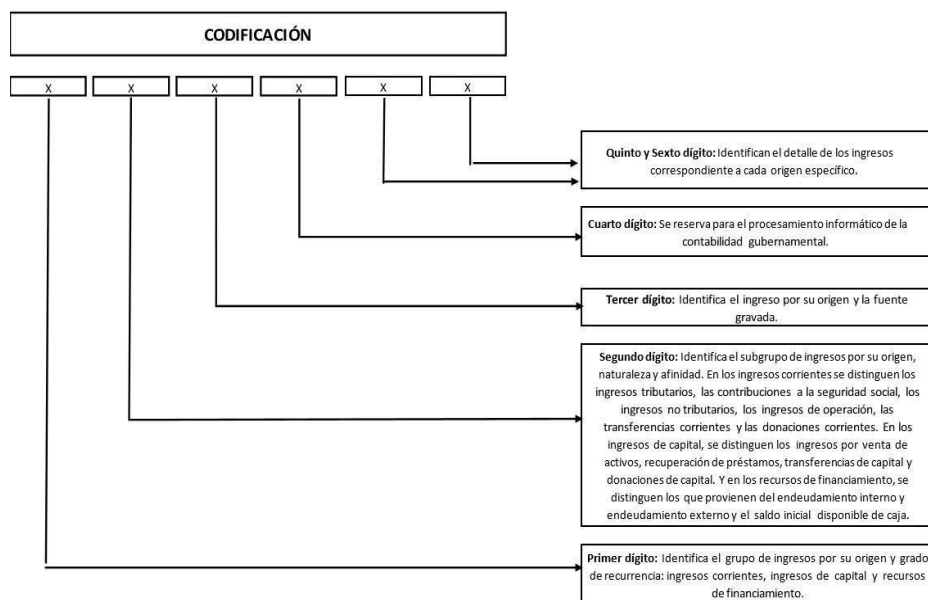 CODIFICACIÓN
X X X X X X
Quinto y Sexto dígito: Identifican el detalle de los ingresos
correspondiente a cada origen específico.
Cuarto dígito: Se reserva para el procesamiento informático de la
contabilidad gubernamental.
Tercer dígito: Identifica el ingreso por su origen y la fuente
gravada.
Segundo dígito: Identifica el subgrupo de ingresos por su origen,
naturaleza y afinidad. En los ingresos corrientes se distinguen los
ingresos tributarios, las contribuciones a la seguridad social, los
ingresos no tributarios, los ingresos de operación, las
transferencias corrientes y las donaciones corrientes. En los
ingresos de capital, se distinguen los ingresos por venta de
activos, recuperación de préstamos, transferencias de capital y
donaciones de capital. Y en los recursos de financiamiento, se
distinguen los que provienen del endeudamiento interno y
endeudamiento externo y el saldo inicial disponible de caja.
Primer dígito: Identifica el grupo de ingresos por su origen y grado
de recurrencia: ingresos corrientes, ingresos de capital y recursos
de financiamiento.